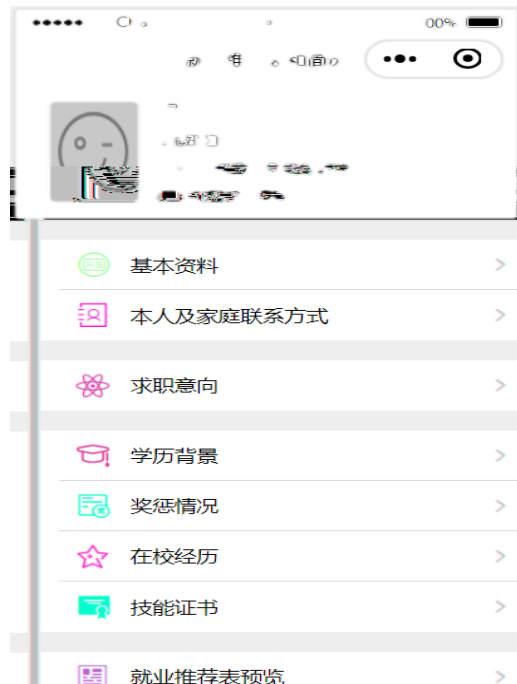 基本资料
本人及家庭联系方式
求职意向
学历背景
奖惩情况
在校经历
技能证书
就业推荐表预览